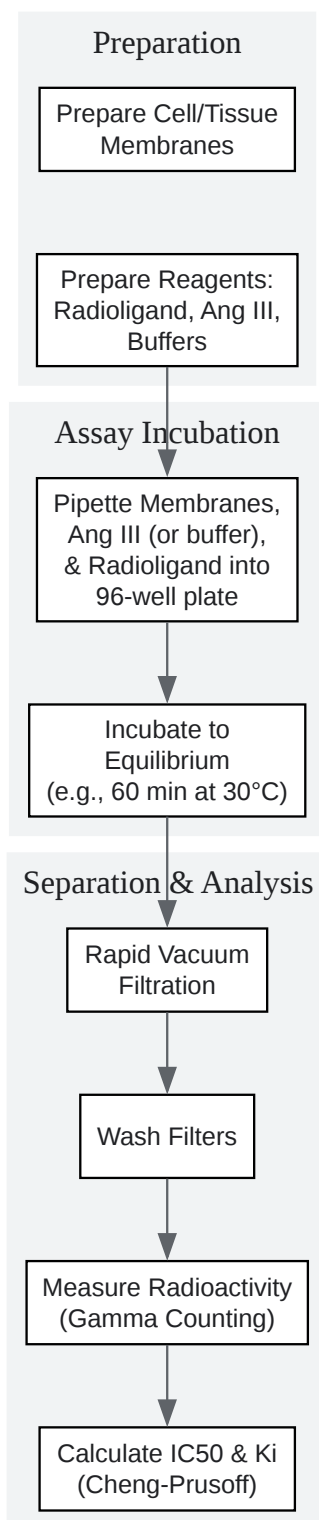 Preparation
Prepare Cell/Tissue
Membranes
Prepare Reagents:
Radioligand, Ang III,
Buffers
Assay Incubation
Pipette Membranes,
Ang III (or buffer),
& Radioligand into
96-well plate
Incubate to
Equilibrium
(e.g., 60 min at 30°C)
Separation & Analysis
Rapid Vacuum
Filtration
Wash Filters
Measure Radioactivity
(Gamma Counting)
Calculate IC50 & Ki
(Cheng-Prusoff)